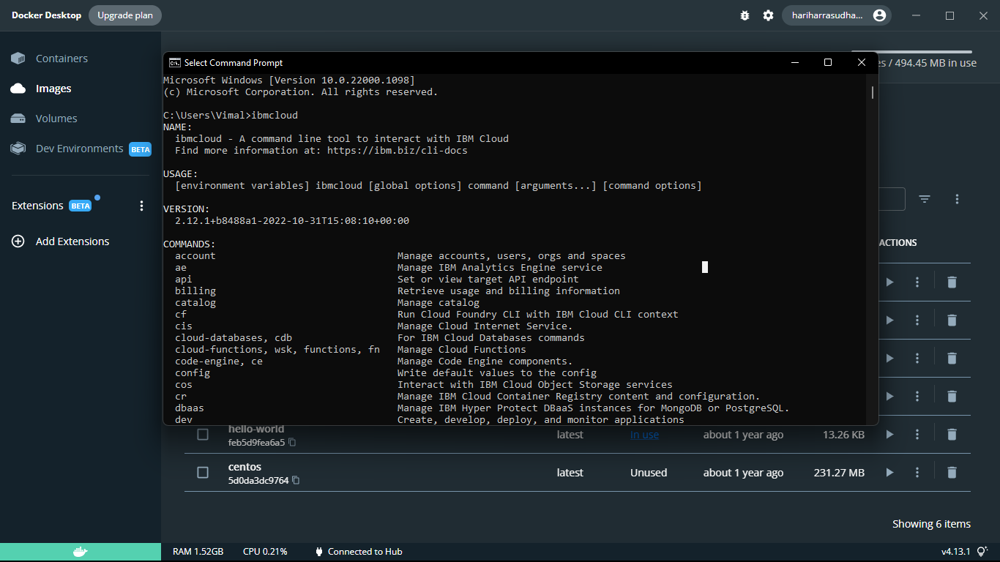 Docker Desktop
Upgrade plan
hariharrasudha...
Containers
Images
Volumes
Dev Environments BETA
Extensions BETA
Add Extensions
/ 494.45 MB in use
Select Command Prompt
Microsoft Windows [Version 10.0.22000.1098]
(c) Microsoft Corporation. All rights reserved.
C:\Users\Vimal>ibmcloud
NAME:
ibmcloud - A command line tool to interact with IBM Cloud
Find more information at: https://ibm.biz/cli-docs
USAGE:
[environment variables] ibmcloud [global options] command [arguments...] [command options]
VERSION:
2.12.1+b8488a1-2022-10-31T15:08:10+00:00
COMMANDS:
account Manage accounts, users, orgs and spaces
ae Manage IBM Analytics Engine service
api Set or view target API endpoint
billing Retrieve usage and billing information
catalog Manage catalog
cf Run Cloud Foundry CLI with IBM Cloud CLI context
cis Manage Cloud Internet Service.
cloud-databases, cdb For IBM Cloud Databases commands
cloud-functions, wsk, functions, fn Manage Cloud Functions
code-engine, ce Manage Code Engine components.
config Write default values to the config
cos Interact with IBM Cloud Object Storage services
cr Manage IBM Cloud Container Registry content and configuration.
dbaas Manage IBM Hyper Protect DBaaS instances for MongoDB or PostgreSQL.
dev Create, develop, deploy, and monitor applications
ACTIONS
hello-world
feb5d9fea6a5
latest
In use
about 1 year ago
13.26 KB
centos
5d0da3dc9764
latest
Unused
about 1 year ago
231.27 MB
Showing 6 items
RAM 1.52GB CPU 0.21% Connected to Hub
v4.13.1